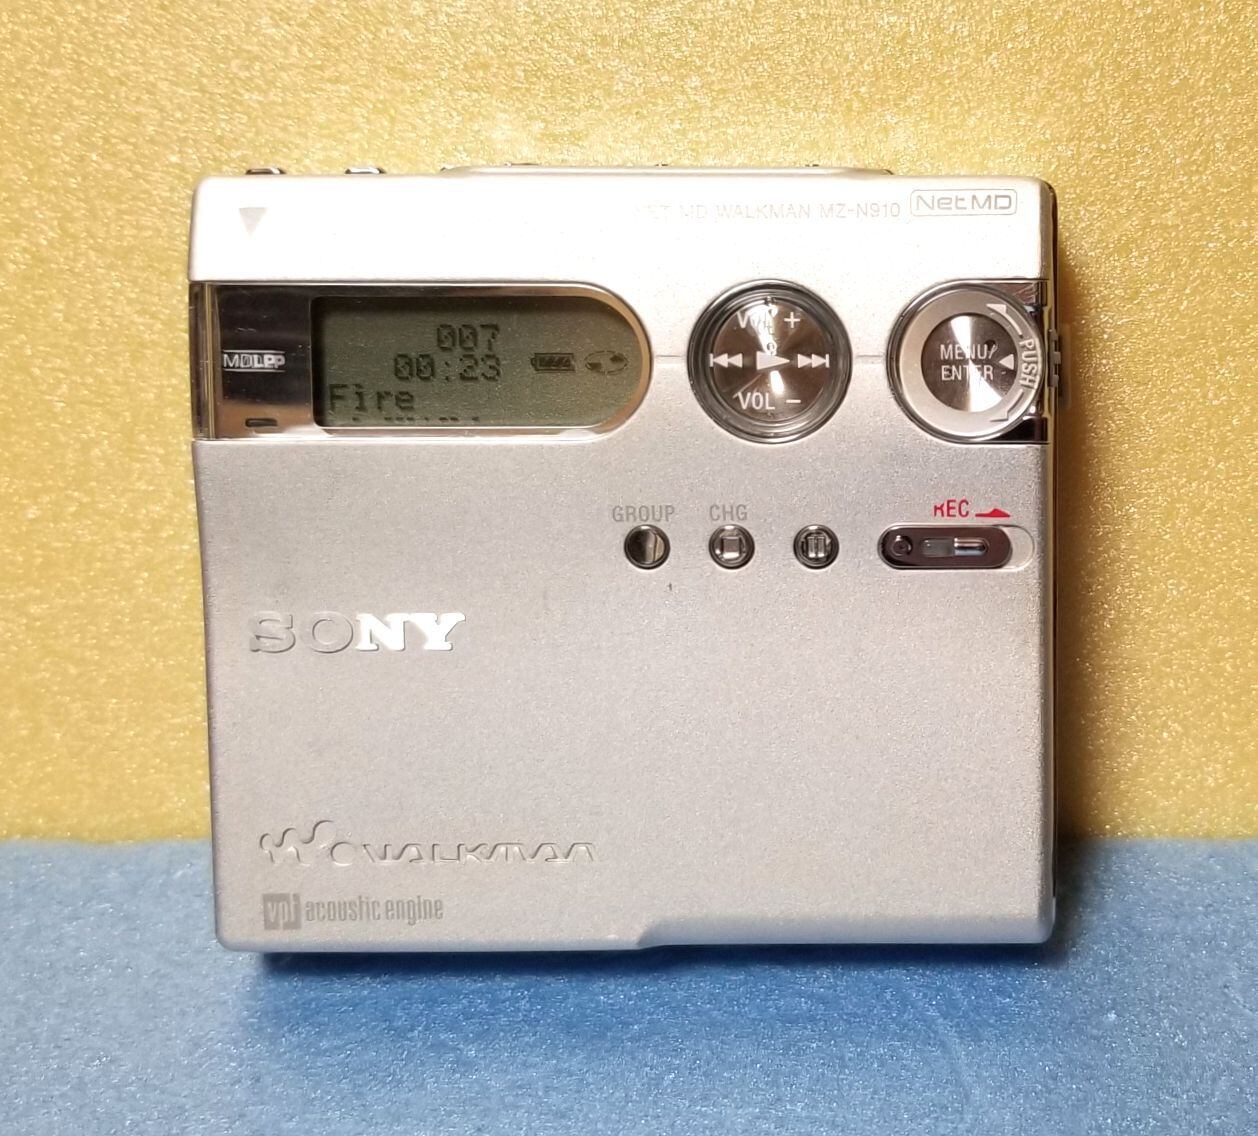 NET MD WALKMAN MZ-N910 NetMD
MDLP
007
00:23
Fire
VOL +
VOL −
MENU/
ENTER
PUSH
GROUP CHG REC
SONY
WALKMAN
acoustic engine